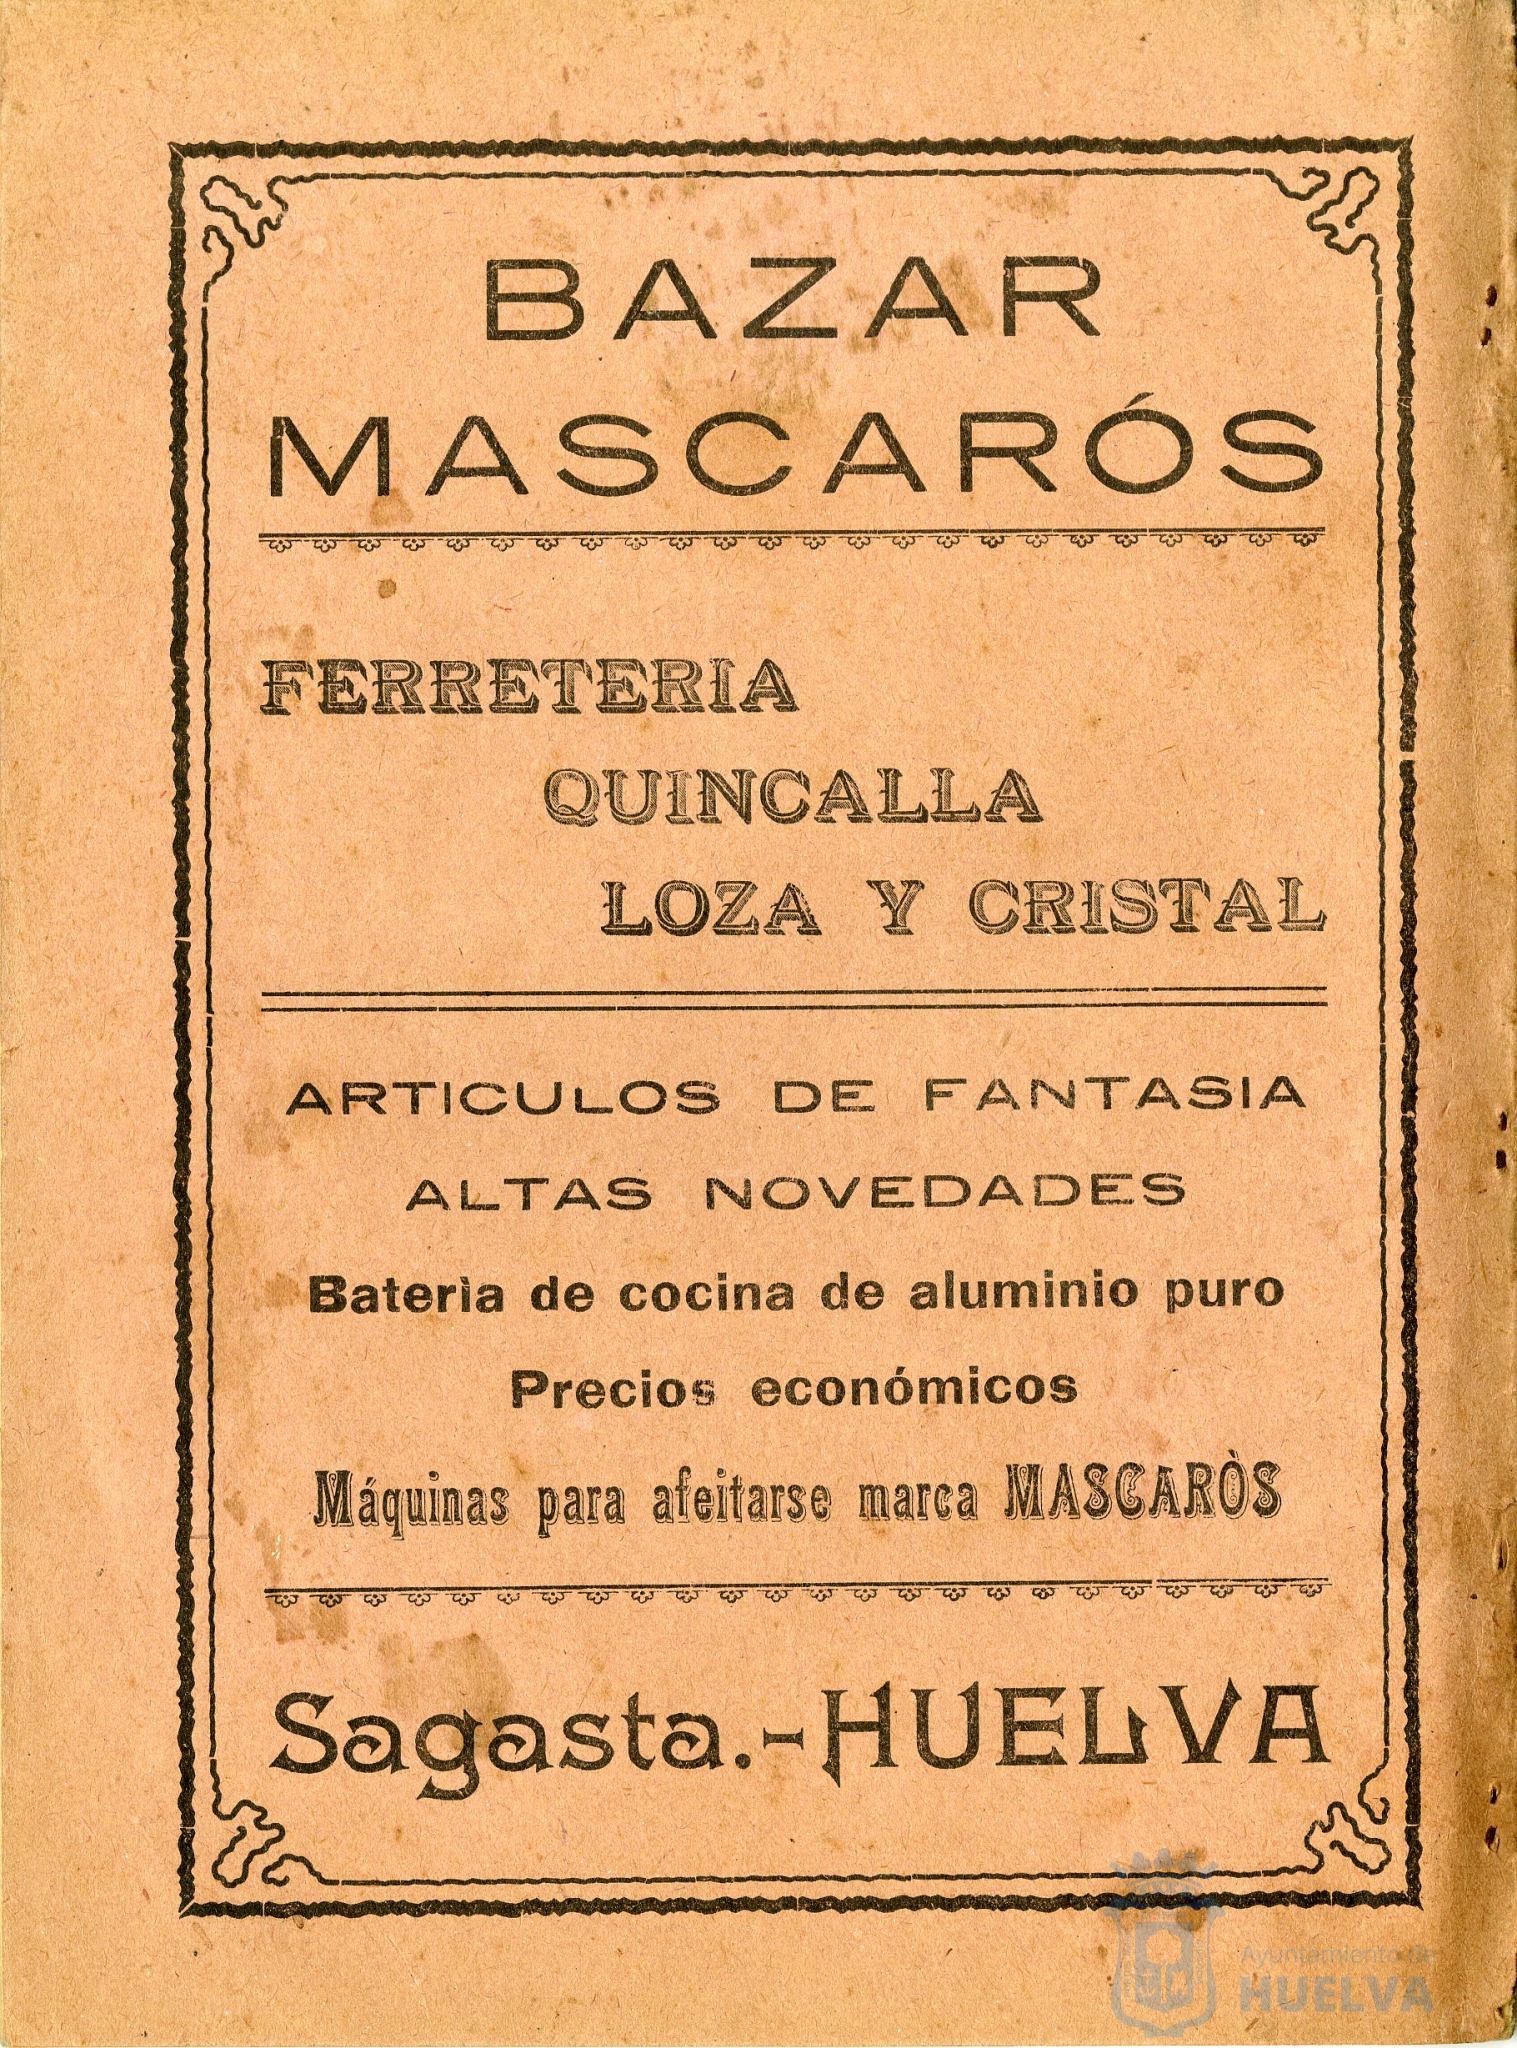 BAZAR
MASCARÓS
FERRETERIA
QUINCALLA
LOZA Y CRISTAL
ARTICULOS DE FANTASIA
ALTAS NOVEDADES
Baterìa de cocina de aluminio puro
Precios económicos
Máquinas para afeitarse marca MASCARÒS
Sagasta.-HUELVA
Ayuntamiento de
HUELVA